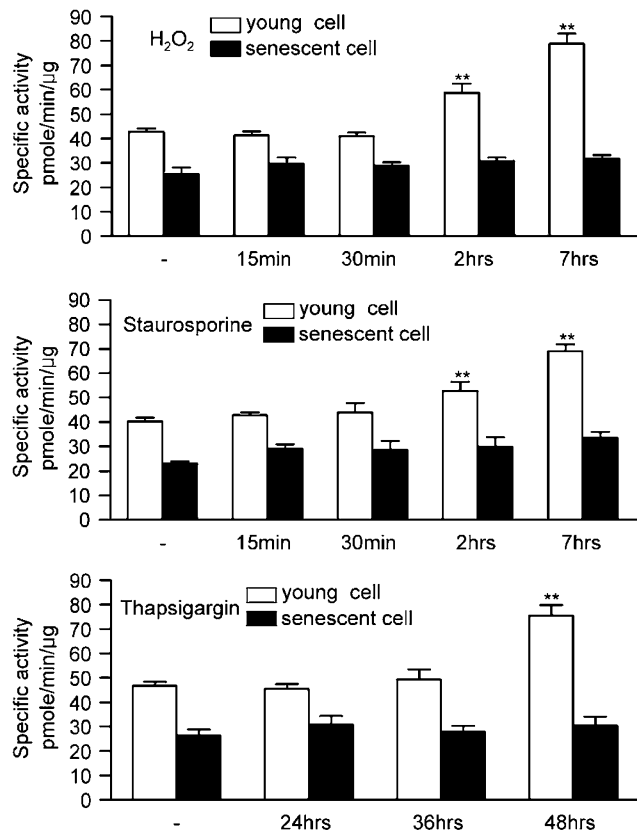 90
80
70
60
50
40
30
20
10
0
Specific activity
pmole/min/µg
H₂O₂
young cell
senescent cell
**
**
-
15min
30min
2hrs
7hrs
90
80
70
60
50
40
30
20
10
0
Specific activity
pmole/min/µg
Staurosporine
young cell
senescent cell
**
**
-
15min
30min
2hrs
7hrs
90
80
70
60
50
40
30
20
10
0
Specific activity
pmole/min/µg
Thapsigargin
young cell
senescent cell
**
-
24hrs
36hrs
48hrs